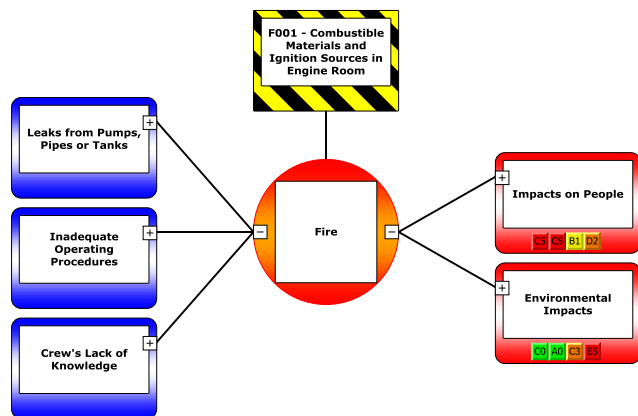 F001 - Combustible
Materials and
Ignition Sources in
Engine Room
Leaks from Pumps,
Pipes or Tanks
Inadequate
Operating
Procedures
Crew's Lack of
Knowledge
Fire
Impacts on People
C5 C5 B1 D2
Environmental
Impacts
C0 A0 C3 E5